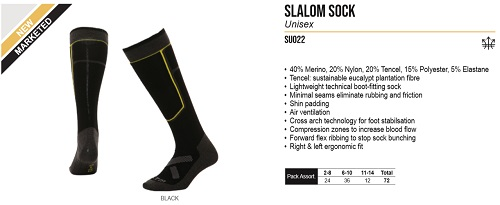 SLALOM SOCK
Unisex
SU022
NEW
MARKETED
• 40% Merino, 20% Nylon, 20% Tencel, 15% Polyester, 5% Elastane
• Tencel: sustainable eucalypt plantation fibre
• Lightweight technical boot-fitting sock
• Minimal seams eliminate rubbing and friction
• Shin padding
• Air ventilation
• Cross arch technology for foot stabilisation
• Compression zones to increase blood flow
• Forward flex ribbing to stop sock bunching
• Right & left ergonomic fit
Pack Assort. 2-8 6-10 11-14 Total
24 36 12 72
BLACK